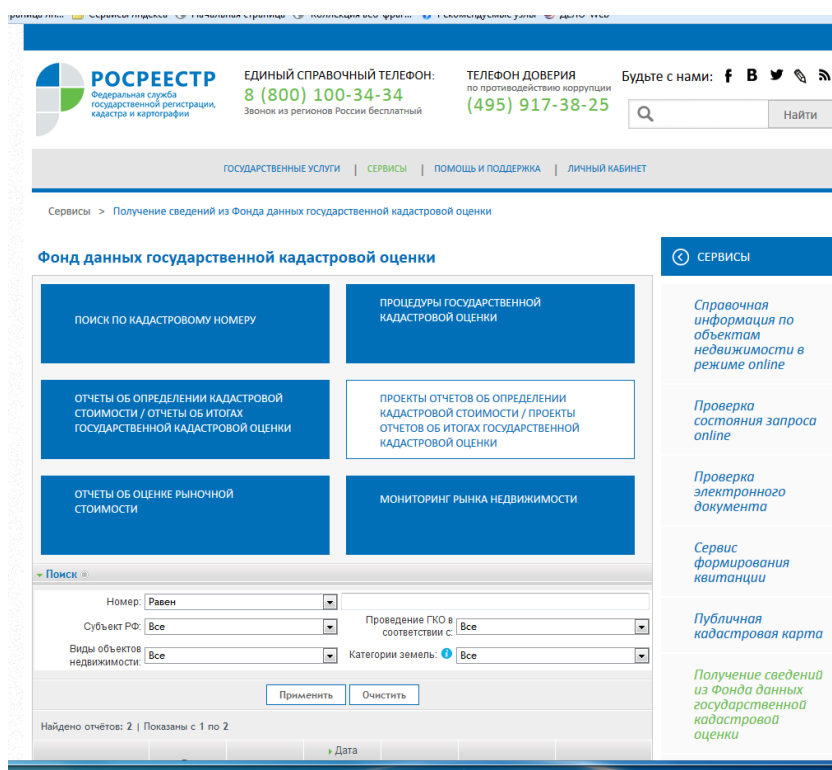 РОСРЕЕСТР
Федеральная служба
государственной регистрации,
кадастра и картографии
ЕДИНЫЙ СПРАВОЧНЫЙ ТЕЛЕФОН:
8 (800) 100-34-34
Звонок из регионов России бесплатный
ТЕЛЕФОН ДОВЕРИЯ
по противодействию коррупции
(495) 917-38-25
Будьте с нами:
Найти
ГОСУДАРСТВЕННЫЕ УСЛУГИ | СЕРВИСЫ | ПОМОЩЬ И ПОДДЕРЖКА | ЛИЧНЫЙ КАБИНЕТ
Сервисы > Получение сведений из Фонда данных государственной кадастровой оценки
Фонд данных государственной кадастровой оценки
ПОИСК ПО КАДАСТРОВОМУ НОМЕРУ
ПРОЦЕДУРЫ ГОСУДАРСТВЕННОЙ
КАДАСТРОВОЙ ОЦЕНКИ
ОТЧЕТЫ ОБ ОПРЕДЕЛЕНИИ КАДАСТРОВОЙ
СТОИМОСТИ / ОТЧЕТЫ ОБ ИТОГАХ
ГОСУДАРСТВЕННОЙ КАДАСТРОВОЙ ОЦЕНКИ
ПРОЕКТЫ ОТЧЕТОВ ОБ ОПРЕДЕЛЕНИИ
КАДАСТРОВОЙ СТОИМОСТИ / ПРОЕКТЫ
ОТЧЕТОВ ОБ ИТОГАХ ГОСУДАРСТВЕННОЙ
КАДАСТРОВОЙ ОЦЕНКИ
ОТЧЕТЫ ОБ ОЦЕНКЕ РЫНОЧНОЙ
СТОИМОСТИ
МОНИТОРИНГ РЫНКА НЕДВИЖИМОСТИ
Поиск
Номер: Равен
Субъект РФ: Все
Проведение ГКО в
соответствии с: Все
Виды объектов
недвижимости: Все
Категории земель: Все
Применить Очистить
Найдено отчётов: 2 | Показаны с 1 по 2
Дата
СЕРВИСЫ
Справочная
информация по
объектам
недвижимости в
режиме online
Проверка
состояния запроса
online
Проверка
электронного
документа
Сервис
формирования
квитанции
Публичная
кадастровая карта
Получение сведений
из Фонда данных
государственной
кадастровой
оценки